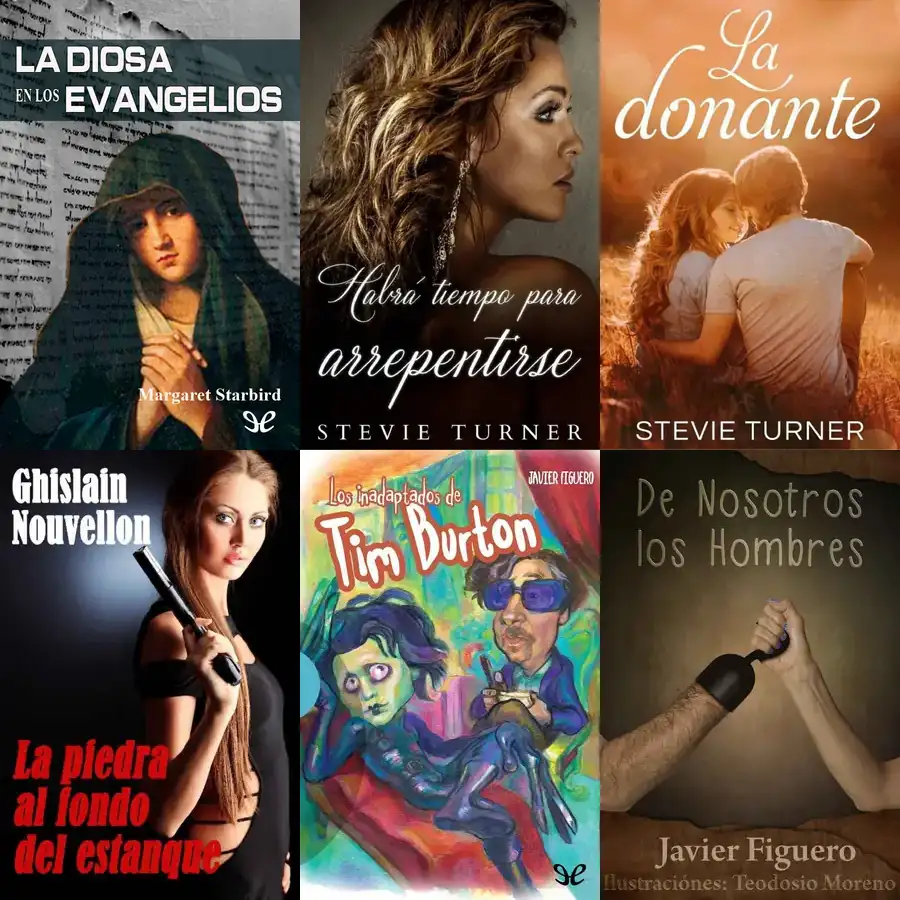 LA DIOSA
EN LOS EVANGELIOS
Margaret Starbird
Habrá tiempo para
arrepentirse
STEVIE TURNER
La
donante
STEVIE TURNER
Ghislain
Nouvellon
La piedra
al fondo
del estanque
JAVIER FIGUERO
Los inadaptados de
Tim Burton
De Nosotros
los Hombres
Javier Figuero
Ilustraciónes: Teodosio Moreno